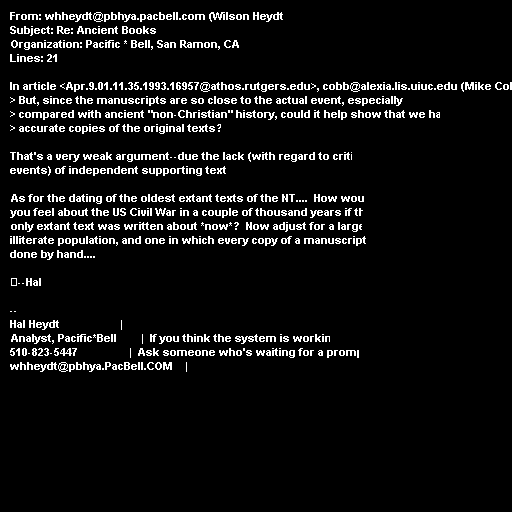 From: whheydt@pbhya.pacbell.com (Wilson Heydt
Subject: Re: Ancient Books
Organization: Pacific * Bell, San Ramon, CA
Lines: 21
In article <Apr.9.01.11.35.1993.16957@athos.rutgers.edu>, cobb@alexia.lis.uiuc.edu (Mike
> But, since the manuscripts are so close to the actual event, especially
> compared with ancient "non-Christian" history, could it help show that we
> accurate copies of the original texts?
That's a very weak argument--due the lack (with regard to
events) of independent supporting text
As for the dating of the oldest extant texts of the NT.... How
you feel about the US Civil War in a couple of thousand years if
only extant text was written about *now*? Now adjust for a
illiterate population, and one in which every copy of a manuscript
done by hand....
--Hal
--
Hal Heydt |
Analyst, Pacific*Bell | If you think the system is
510-823-5447 | Ask someone who's waiting for a
whheydt@pbhya.PacBell.COM |